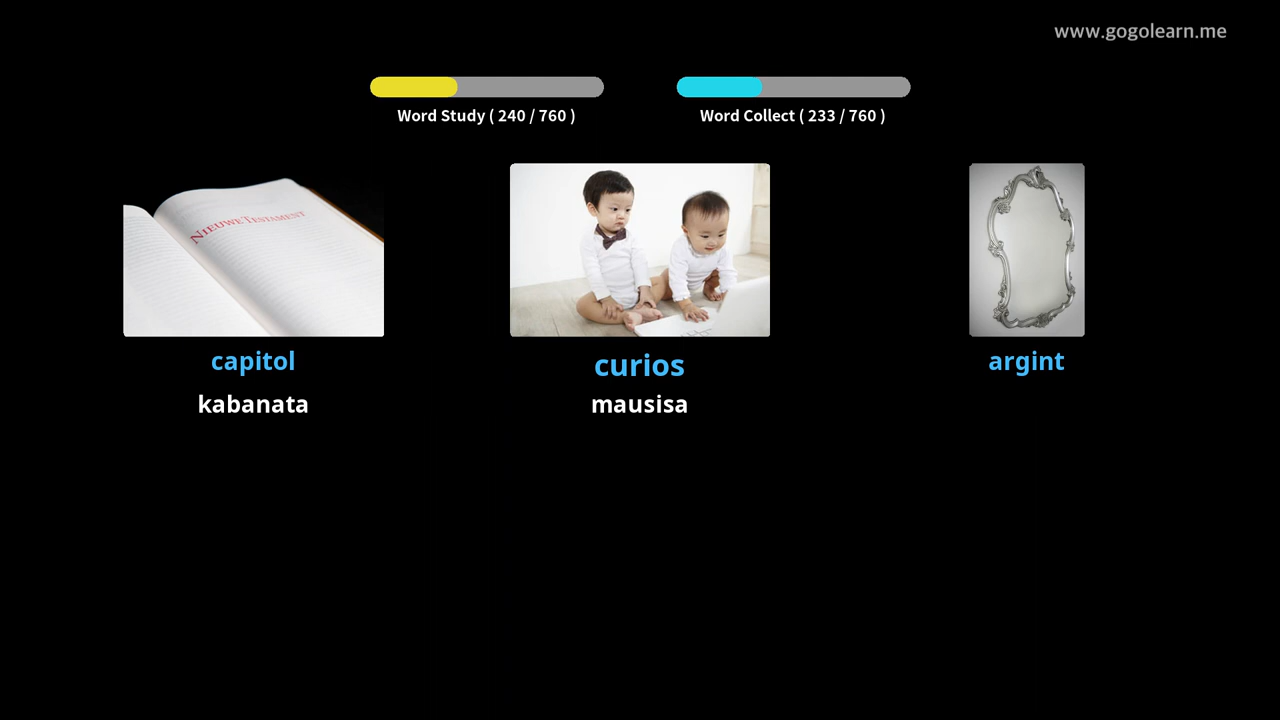 www.gogolearn.me
Word Study ( 240 / 760 )
Word Collect ( 233 / 760 )
NIEUWE TESTAMENT
capitol
curios
argint
kabanata
mausisa